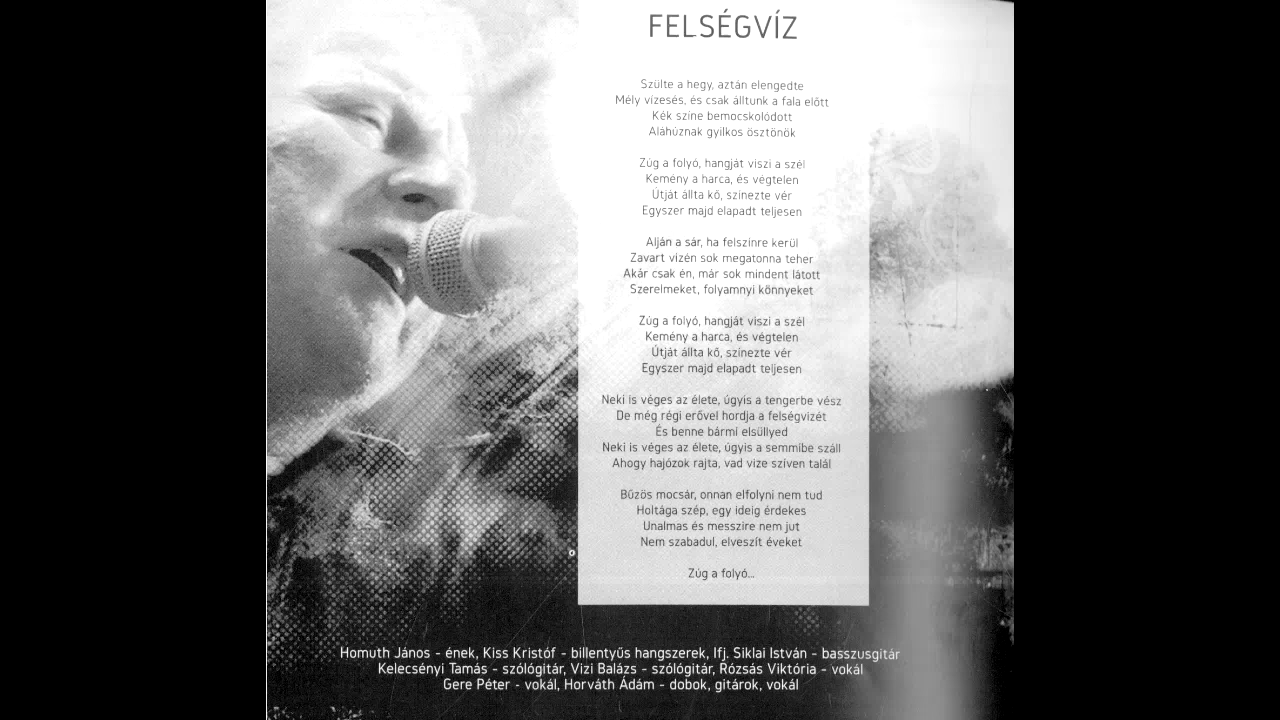 FELSÉGVÍZ
Szülte a hegy, aztán elengedte
Mély vízesés, és csak álltunk a fala előtt
Kék színe bemocskolódott
Aláhúznak gyilkos ösztönök
Zúg a folyó, hangját viszi a szél
Kemény a harca, és végtelen
Útját állta kő, színezte vér
Egyszer majd elapadt teljesen
Alján a sár, ha felszínre kerül
Zavart vizén sok megatonna teher
Akár csak én, már sok mindent látott
Szerelmeket, folyamnyi könnyeket
Zúg a folyó, hangját viszi a szél
Kemény a harca, és végtelen
Útját állta kő, színezte vér
Egyszer majd elapadt teljesen
Neki is véges az élete, úgyis a tengerbe vész
De még régi erővel hordja a felségvizét
És benne bármi elsüllyed
Neki is véges az élete, úgyis a semmibe száll
Ahogy hajózok rajta, vad vize szíven talál
Bűzös mocsár, onnan elfolyni nem tud
Holtága szép, egy ideig érdekes
Unalmas és messzire nem jut
Nem szabadul, elveszít éveket
Zúg a folyó...
Homuth János - ének, Kiss Kristóf - billentyűs hangszerek, Ifj. Siklai István - basszusgitár
Kelecsényi Tamás - szólógitár, Vizi Balázs - szólógitár, Rózsás Viktória - vokál
Gere Péter - vokál, Horváth Ádám - dobok, gitárok, vokál